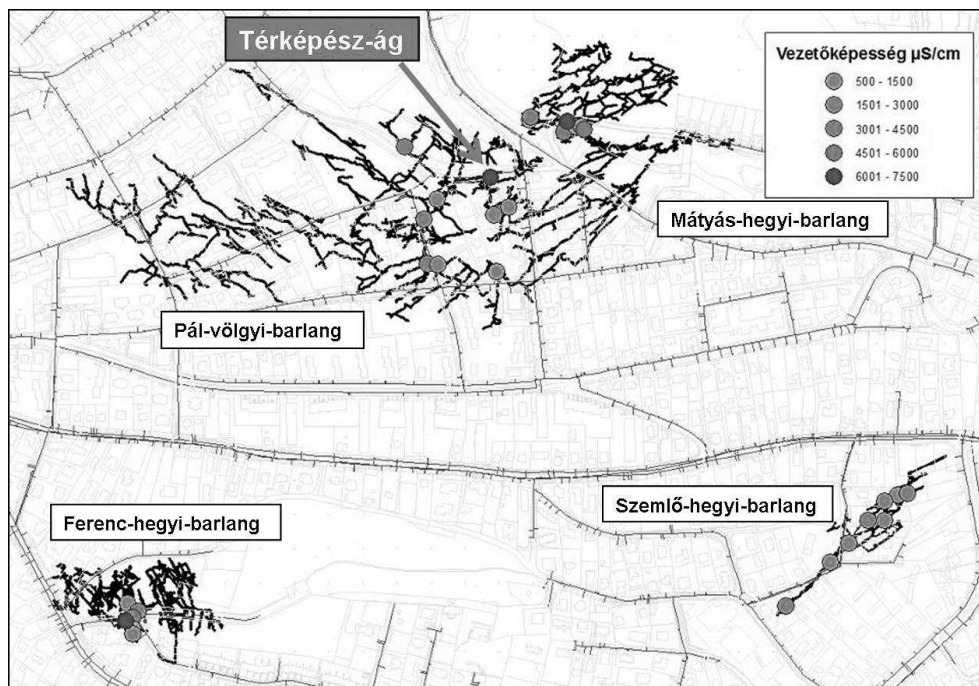 Térképész-ág
Vezetőképesség µS/cm
500 - 1500
1501 - 3000
3001 - 4500
4501 - 6000
6001 - 7500
Mátyás-hegyi-barlang
Pál-völgyi-barlang
Szemlő-hegyi-barlang
Ferenc-hegyi-barlang